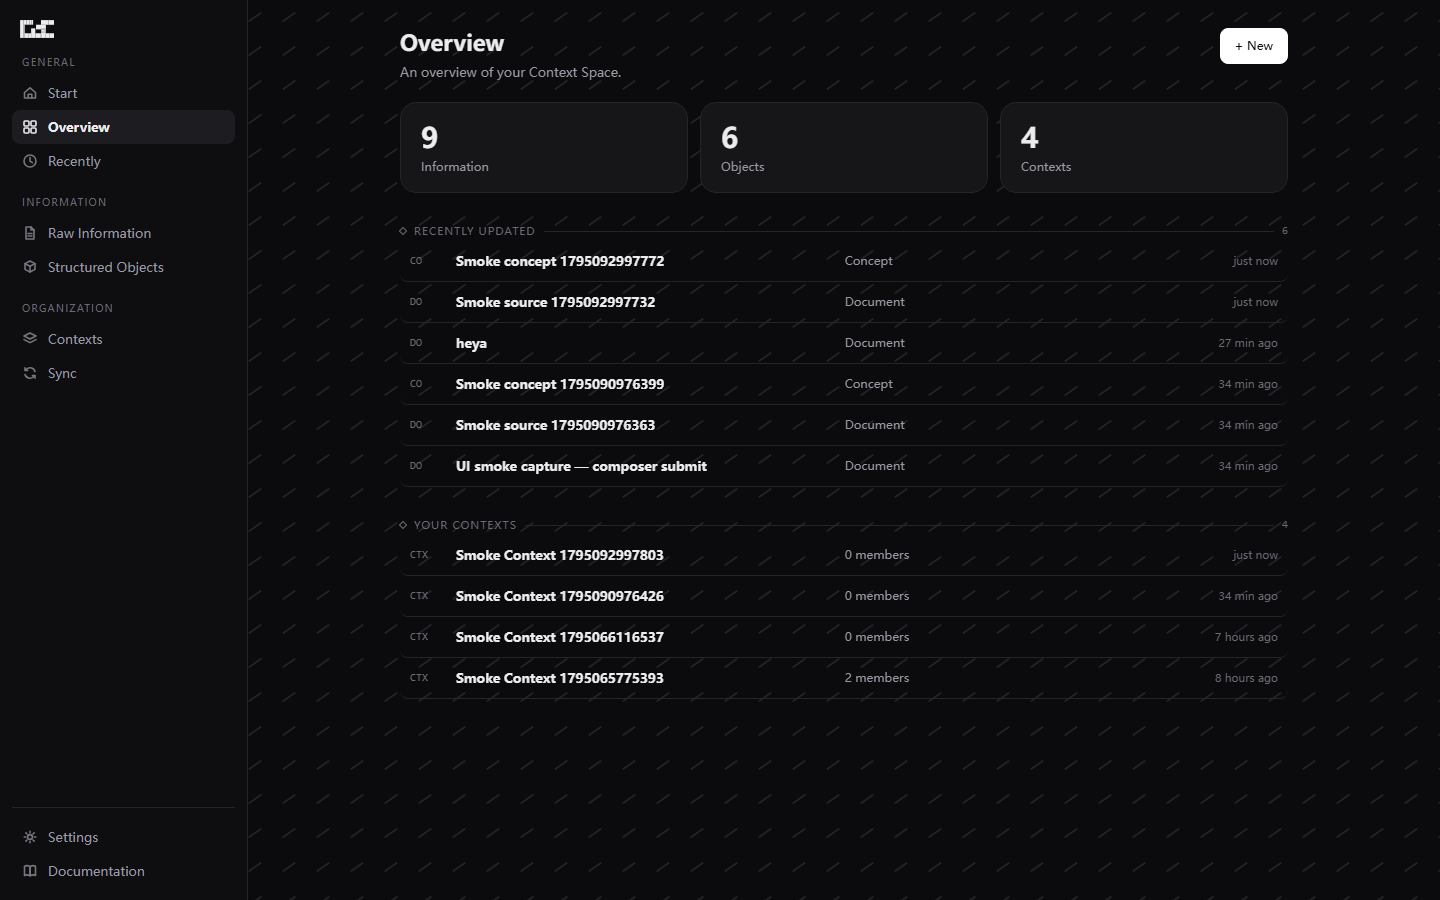 GENERAL
Start
Overview
Recently
INFORMATION
Raw Information
Structured Objects
ORGANIZATION
Contexts
Sync
Settings
Documentation
Overview
An overview of your Context Space.
+ New
9
Information
6
Objects
4
Contexts
RECENTLY UPDATED 6
CO Smoke concept 1795092997772 Concept just now
DO Smoke source 1795092997732 Document just now
DO heya Document 27 min ago
CO Smoke concept 1795090976399 Concept 34 min ago
DO Smoke source 1795090976363 Document 34 min ago
DO UI smoke capture — composer submit Document 34 min ago
YOUR CONTEXTS 4
CTX Smoke Context 1795092997803 0 members just now
CTX Smoke Context 1795090976426 0 members 34 min ago
CTX Smoke Context 1795066116537 0 members 7 hours ago
CTX Smoke Context 1795065775393 2 members 8 hours ago